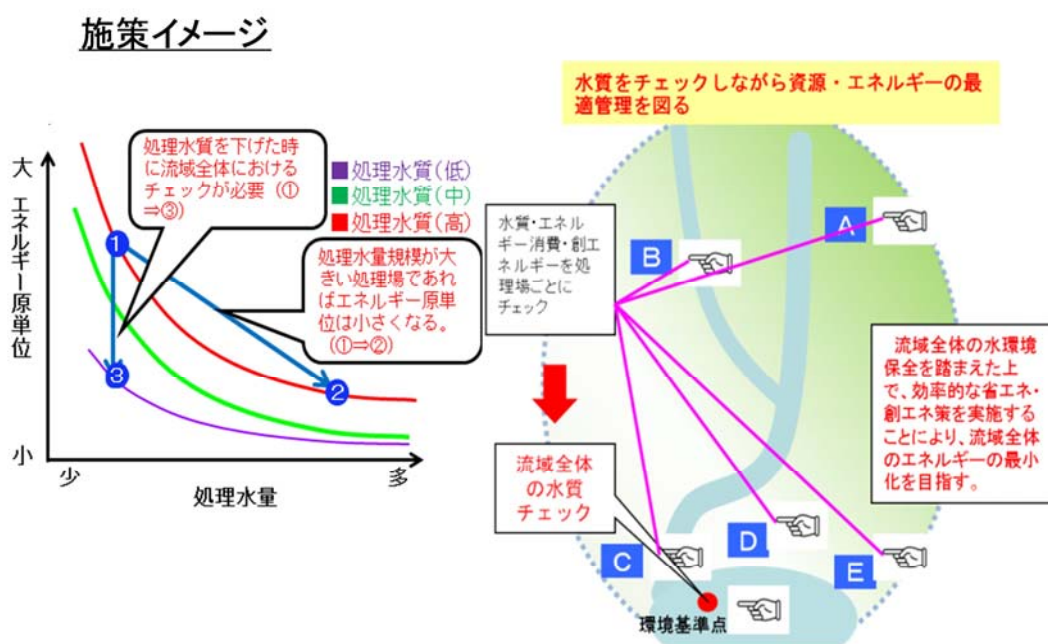 施策イメージ
水質をチェックしながら資源・エネルギーの最
適管理を図る
大
エネルギー原単位
小
少
処理水量
多
処理水質を下げた時
に流域全体における
チェックが必要（①
⇒③）
■処理水質(低)
■処理水質(中)
■処理水質(高)
処理水量規模が大
きい処理場であれ
ばエネルギー原単
位は小さくなる。
（①⇒②）
1
2
3
水質・エネル
ギー消費・創エ
ネルギーを処
理場ごとに
チェック
流域全体
の水質
チェック
A
B
C
D
E
流域全体の水環境
保全を踏まえた上
で、効率的な省エネ・
創エネ策を実施する
ことにより、流域全体
のエネルギーの最小
化を目指す。
環境基準点